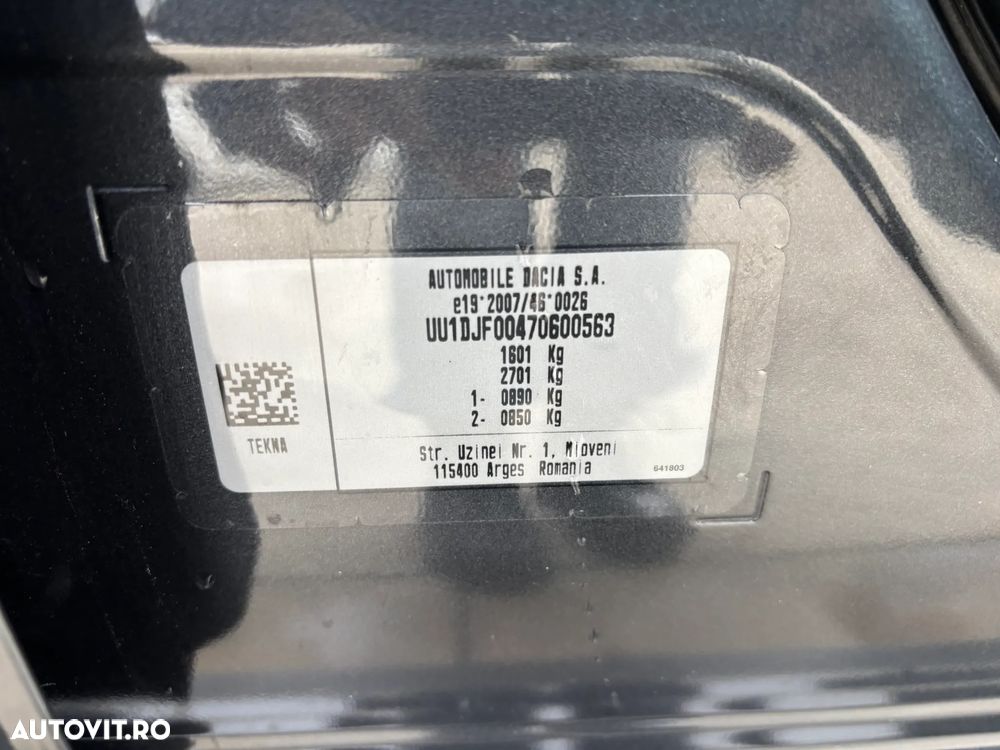 AUTOMOBILE DACIA S.A.
e19*2007/46*0026
UU1DJF00470600563
1601 Kg
2701 Kg
1- 0890 Kg
2- 0850 Kg
TEKNA
Str. Uzinei Nr. 1, Mioveni
115400 Arges Romania
641803
AUTOVIT.RO